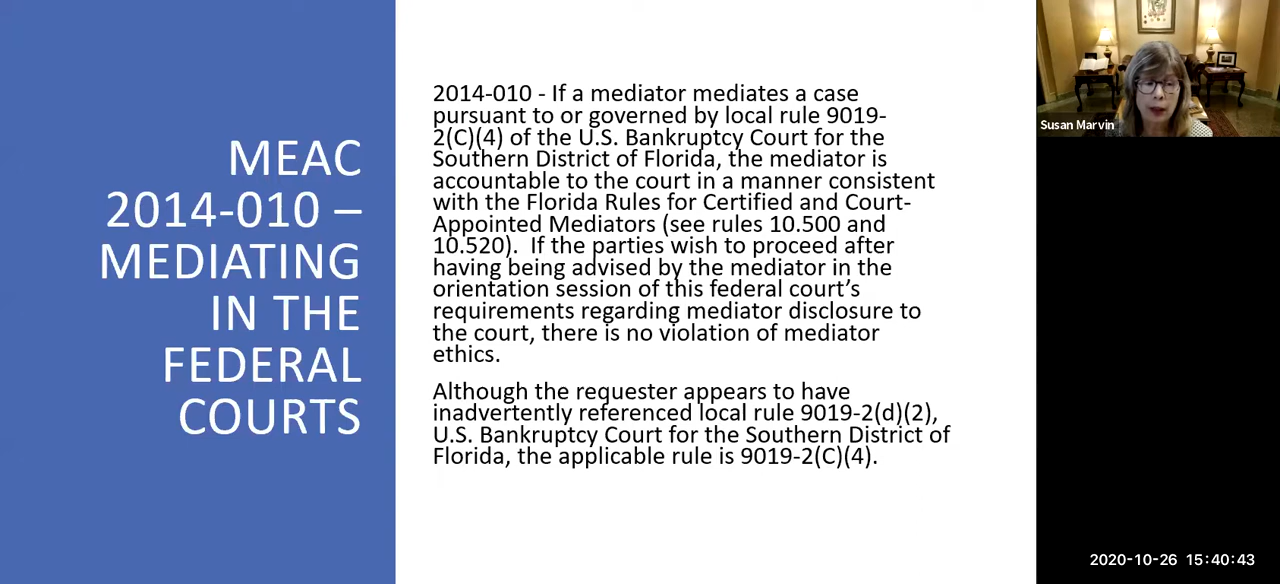 MEAC
2014-010 –
MEDIATING
IN THE
FEDERAL
COURTS
2014-010 - If a mediator mediates a case
pursuant to or governed by local rule 9019-
2(C)(4) of the U.S. Bankruptcy Court for the
Southern District of Florida, the mediator is
accountable to the court in a manner consistent
with the Florida Rules for Certified and Court-
Appointed Mediators (see rules 10.500 and
10.520).  If the parties wish to proceed after
having being advised by the mediator in the
orientation session of this federal court’s
requirements regarding mediator disclosure to
the court, there is no violation of mediator
ethics.
Although the requester appears to have
inadvertently referenced local rule 9019-2(d)(2),
U.S. Bankruptcy Court for the Southern District of
Florida, the applicable rule is 9019-2(C)(4).
Susan Marvin
2020-10-26 15:40:43